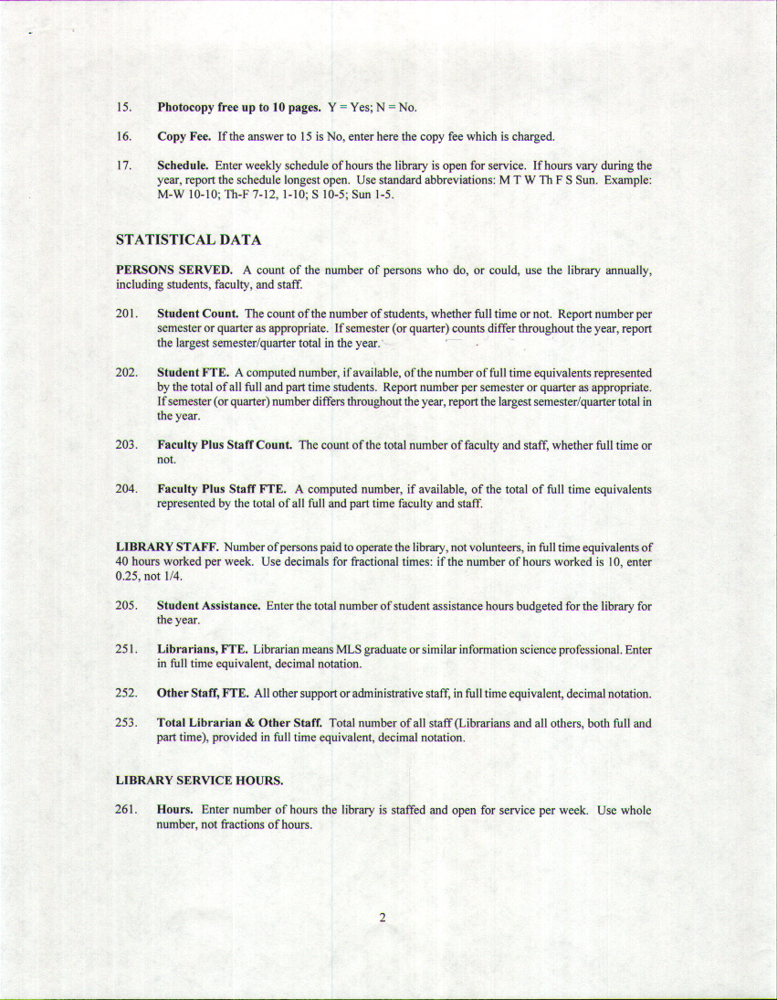 15. Photocopy free up to 10 pages. Y = Yes; N = No.
16. Copy Fee. If the answer to 15 is No, enter here the copy fee which is charged.
17. Schedule. Enter weekly schedule of hours the library is open for service. If hours vary during the
year, report the schedule longest open. Use standard abbreviations: M T W Th F S Sun. Example:
M-W 10-10; Th-F 7-12, 1-10; S 10-5; Sun 1-5.
STATISTICAL DATA
PERSONS SERVED. A count of the number of persons who do, or could, use the library annually,
including students, faculty, and staff.
201. Student Count. The count of the number of students, whether full time or not. Report number per
semester or quarter as appropriate. If semester (or quarter) counts differ throughout the year, report
the largest semester/quarter total in the year.
202. Student FTE. A computed number, if available, of the number of full time equivalents represented
by the total of all full and part time students. Report number per semester or quarter as appropriate.
If semester (or quarter) number differs throughout the year, report the largest semester/quarter total in
the year.
203. Faculty Plus Staff Count. The count of the total number of faculty and staff, whether full time or
not.
204. Faculty Plus Staff FTE. A computed number, if available, of the total of full time equivalents
represented by the total of all full and part time faculty and staff.
LIBRARY STAFF. Number of persons paid to operate the library, not volunteers, in full time equivalents of
40 hours worked per week. Use decimals for fractional times: if the number of hours worked is 10, enter
0.25, not 1/4.
205. Student Assistance. Enter the total number of student assistance hours budgeted for the library for
the year.
251. Librarians, FTE. Librarian means MLS graduate or similar information science professional. Enter
in full time equivalent, decimal notation.
252. Other Staff, FTE. All other support or administrative staff, in full time equivalent, decimal notation.
253. Total Librarian & Other Staff. Total number of all staff (Librarians and all others, both full and
part time), provided in full time equivalent, decimal notation.
LIBRARY SERVICE HOURS.
261. Hours. Enter number of hours the library is staffed and open for service per week. Use whole
number, not fractions of hours.
2